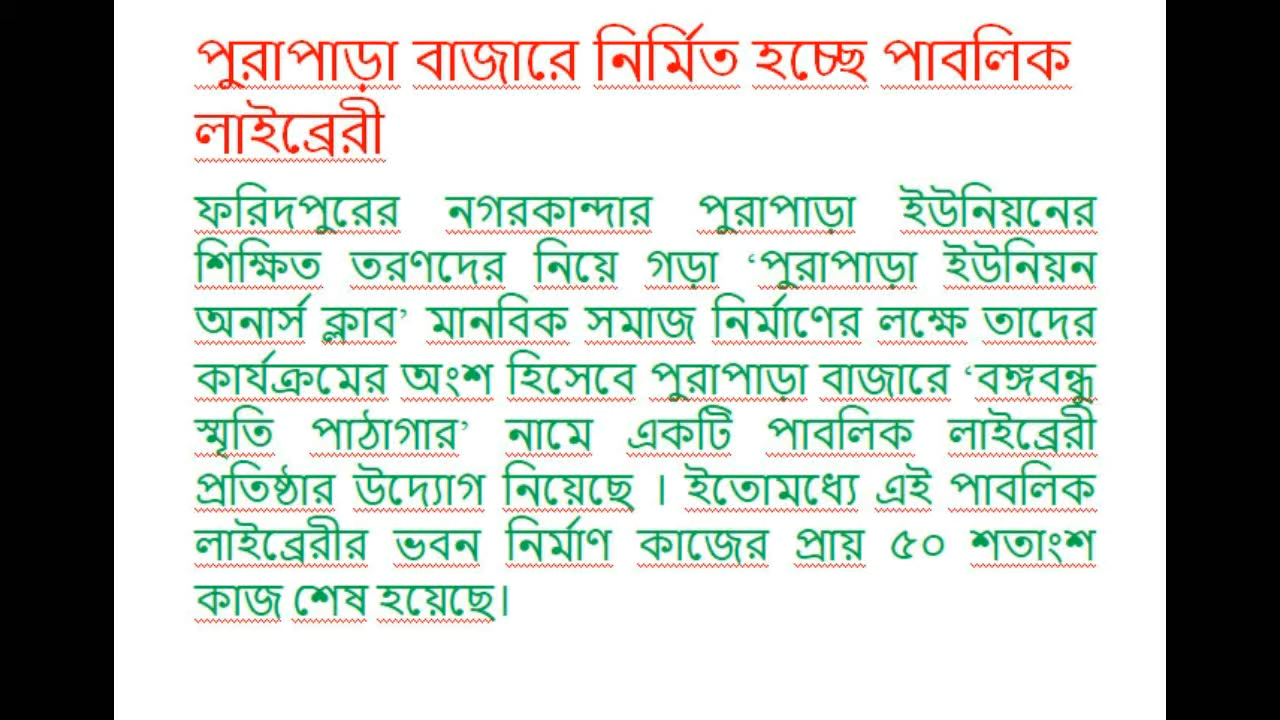 পুরাপাড়া বাজারে নির্মিত হচ্ছে পাবলিক
লাইব্রেরী
ফরিদপুরের নগরকান্দার পুরাপাড়া ইউনিয়নের
শিক্ষিত তরণদের নিয়ে গড়া ‘পুরাপাড়া ইউনিয়ন
অনার্স ক্লাব’ মানবিক সমাজ নির্মাণের লক্ষে তাদের
কার্যক্রমের অংশ হিসেবে পুরাপাড়া বাজারে ‘বঙ্গবন্ধু
স্মৃতি পাঠাগার’ নামে একটি পাবলিক লাইব্রেরী
প্রতিষ্ঠার উদ্যোগ নিয়েছে । ইতোমধ্যে এই পাবলিক
লাইব্রেরীর ভবন নির্মাণ কাজের প্রায় ৫০ শতাংশ
কাজ শেষ হয়েছে।